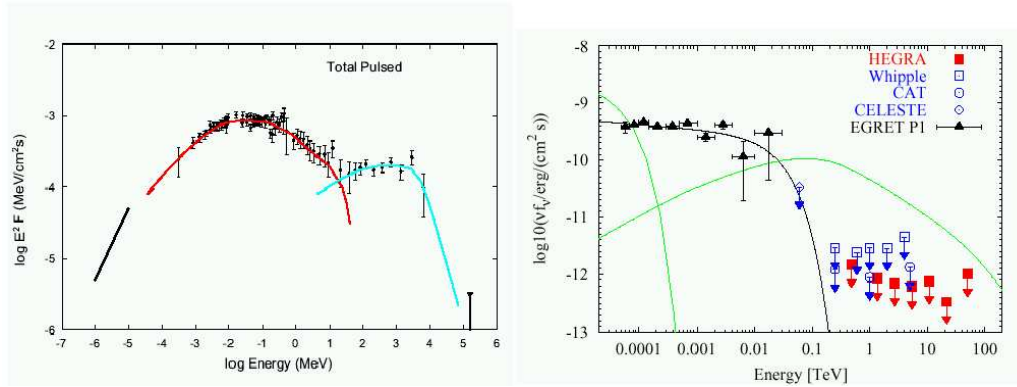 -2
-3
-4
-5
-6
-7 -6 -5 -4 -3 -2 -1 0 1 2 3 4 5 6
log Energy (MeV)
log E² F (MeV/cm²s)
Total Pulsed
-8
-9
-10
-11
-12
-13
0.0001 0.001 0.01 0.1 1 10 100
Energy [TeV]
log10(νfν/erg/(cm² s))
HEGRA
Whipple
CAT
CELESTE
EGRET P1